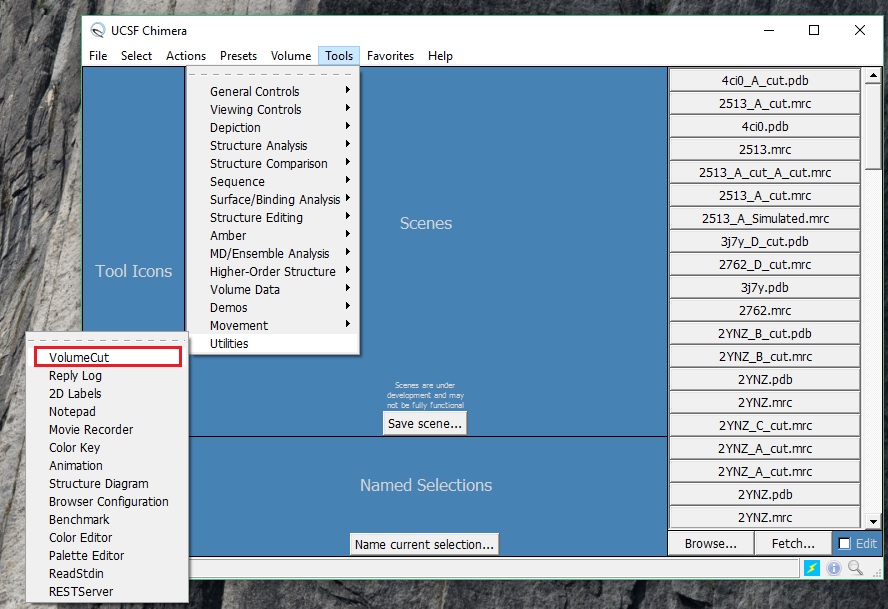 UCSF Chimera
File Select Actions Presets Volume Tools Favorites Help
General Controls
Viewing Controls
Depiction
Structure Analysis
Structure Comparison
Sequence
Surface/Binding Analysis
Structure Editing
Amber
MD/Ensemble Analysis
Higher-Order Structure
Volume Data
Demos
Movement
Utilities
VolumeCut
Reply Log
2D Labels
Notepad
Movie Recorder
Color Key
Animation
Structure Diagram
Browser Configuration
Benchmark
Color Editor
Palette Editor
ReadStdin
RESTServer
Tool Icons
Scenes
Scenes are under
development and may
not be fully functional
Save scene...
Named Selections
Name current selection...
4ci0_A_cut.pdb
2513_A_cut.mrc
4ci0.pdb
2513.mrc
2513_A_cut_A_cut.mrc
2513_A_cut.mrc
2513_A_Simulated.mrc
3j7y_D_cut.pdb
2762_D_cut.mrc
3j7y.pdb
2762.mrc
2YNZ_B_cut.pdb
2YNZ_B_cut.mrc
2YNZ.pdb
2YNZ.mrc
2YNZ_C_cut.mrc
2YNZ_A_cut.mrc
2YNZ_A_cut.mrc
2YNZ.pdb
2YNZ.mrc
Browse... Fetch... Edit